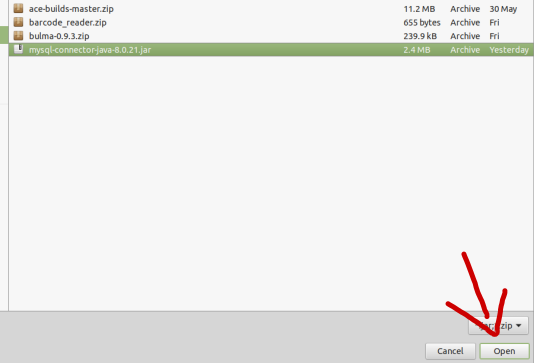 ace-builds-master.zip 11.2 MB Archive 30 May
barcode_reader.zip 655 bytes Archive Fri
bulma-0.9.3.zip 239.9 kB Archive Fri
mysql-connector-java-8.0.21.jar 2.4 MB Archive Yesterday
zip
Cancel Open